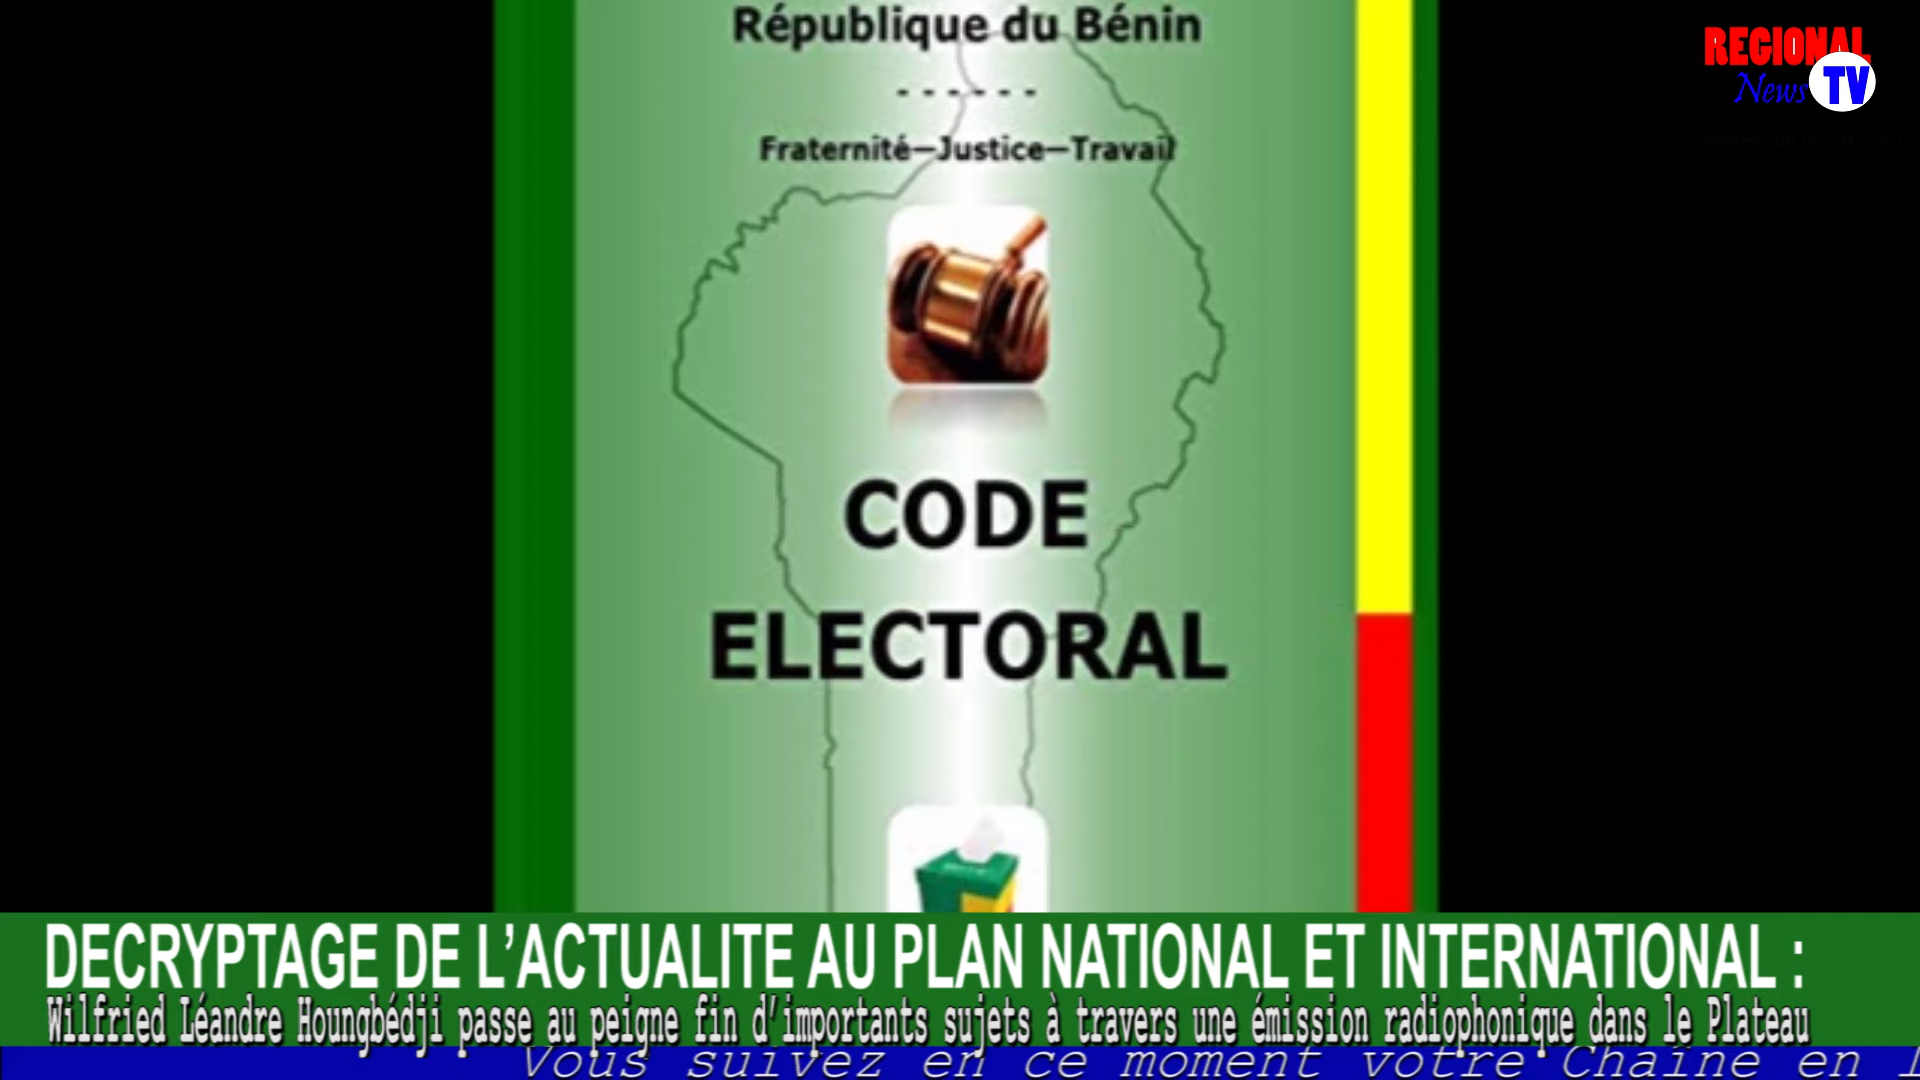 République du Bénin
------
Fraternité—Justice—Travail
CODE
ELECTORAL
REGIONAL
News TV
DECRYPTAGE DE L'ACTUALITE AU PLAN NATIONAL ET INTERNATIONAL :
Wilfried Léandre Houngbédji passe au peigne fin d'importants sujets à travers une émission radiophonique dans le Plateau
Vous suivez en ce moment votre Chaîne en